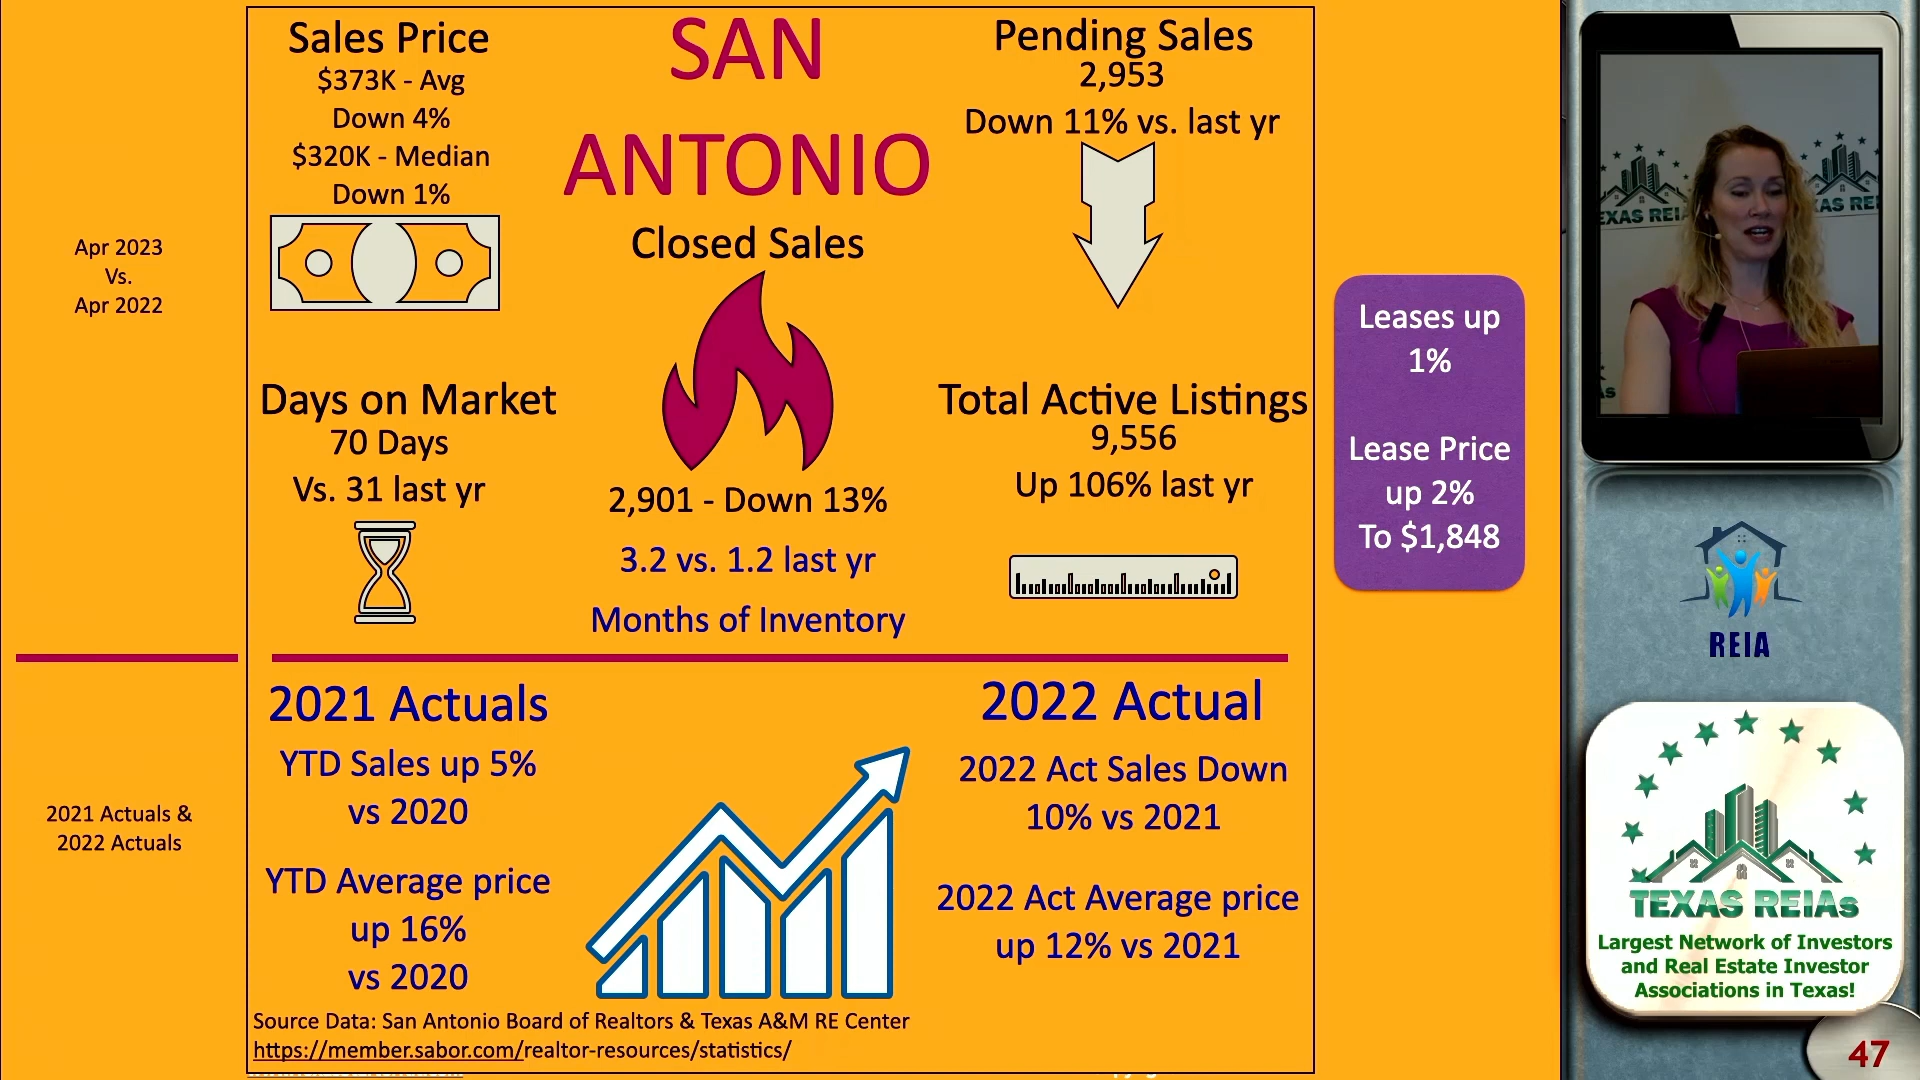 Apr 2023
Vs.
Apr 2022
Sales Price
$373K - Avg
Down 4%
$320K - Median
Down 1%
SAN
ANTONIO
Closed Sales
Pending Sales
2,953
Down 11% vs. last yr
Days on Market
70 Days
Vs. 31 last yr
2,901 - Down 13%
3.2 vs. 1.2 last yr
Months of Inventory
Total Active Listings
9,556
Up 106% last yr
Leases up
1%
Lease Price
up 2%
To $1,848
2021 Actuals &
2022 Actuals
2021 Actuals
YTD Sales up 5%
vs 2020
YTD Average price
up 16%
vs 2020
2022 Actual
2022 Act Sales Down
10% vs 2021
2022 Act Average price
up 12% vs 2021
Source Data: San Antonio Board of Realtors & Texas A&M RE Center
https://member.sabor.com/realtor-resources/statistics/
EXAS REI
XAS RE
REIA
TEXAS REIAs
Largest Network of Investors
and Real Estate Investor
Associations in Texas!
47